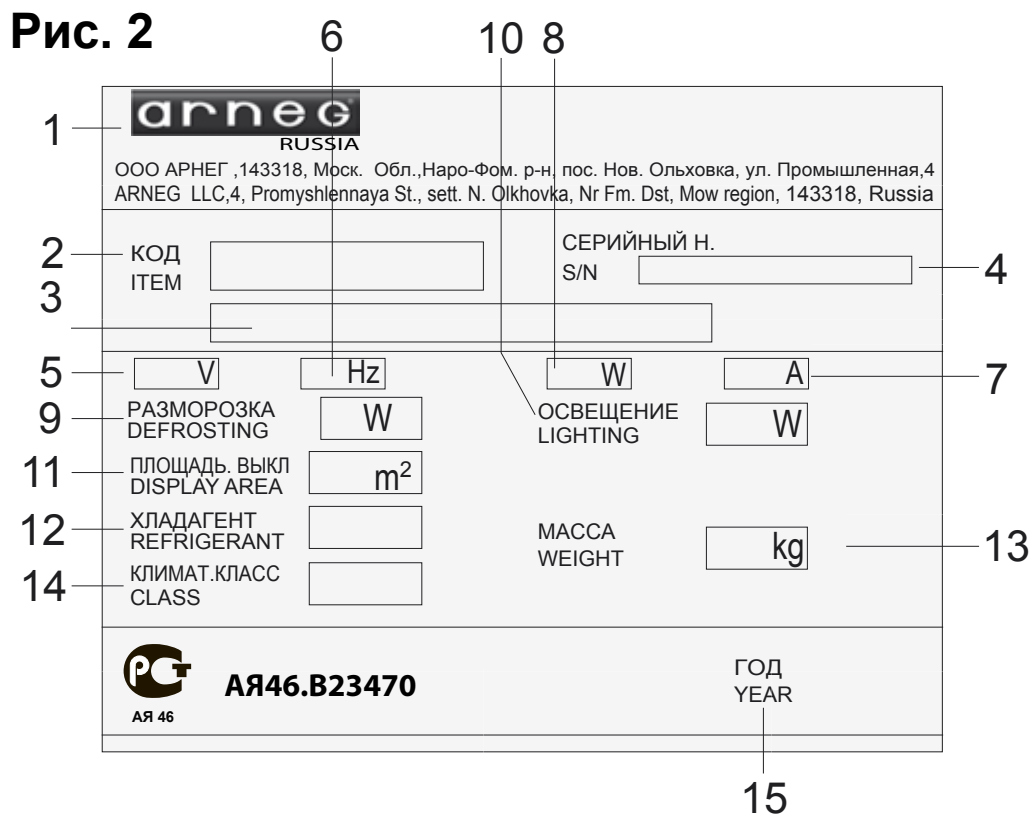 Рис. 2
6 10 8
1
arneg
RUSSIA
ООО АРНЕГ ,143318, Моск. Обл.,Наро-Фом. р-н, пос. Нов. Ольховка, ул. Промышленная,4
ARNEG LLC,4, Promyshlennaya St., sett. N. Olkhovka, Nr Fm. Dst, Mow region, 143318, Russia
2 КОД
ITEM
СЕРИЙНЫЙ Н.
S/N
4
3
5 V Hz W A 7
9 РАЗМОРОЗКА
DEFROSTING
W
ОСВЕЩЕНИЕ
LIGHTING
W
11 ПЛОЩАДЬ. ВЫКЛ
DISPLAY AREA
m²
12 ХЛАДАГЕНТ
REFRIGERANT
МАССА
WEIGHT
kg 13
14 КЛИМАТ.КЛАСС
CLASS
РСТ
АЯ 46
АЯ46.В23470
ГОД
YEAR
15